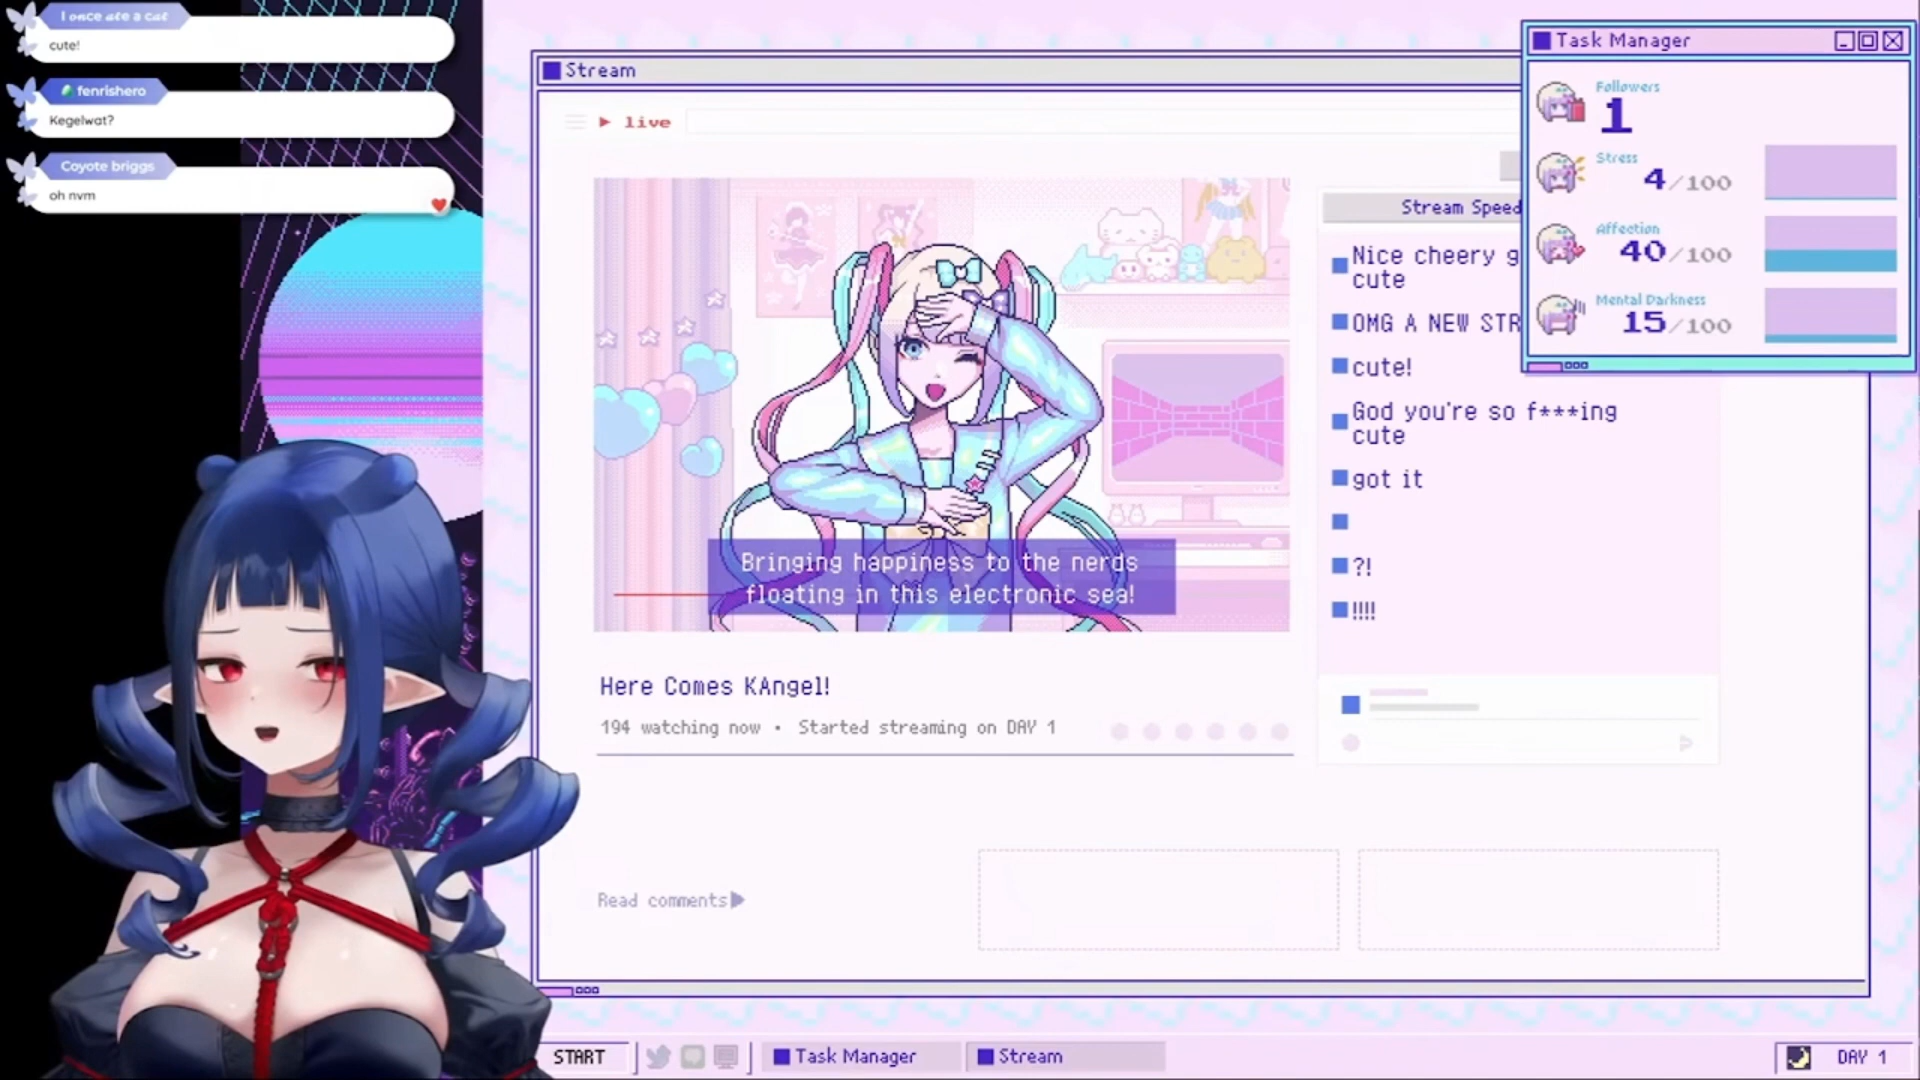 I once ate a cat
cute!
fenrishero
Kegelwat?
Coyote briggs
oh nvm
Stream
live
Bringing happiness to the nerds
floating in this electronic sea!
Here Comes KAngel!
194 watching now • Started streaming on DAY 1
Read comments
Stream Speed
Nice cheery g
cute
OMG A NEW STR
cute!
God you're so f***ing
cute
got it
?!
!!!!
Task Manager
Followers
1
Stress
4/100
Affection
40/100
Mental Darkness
15/100
START
Task Manager
Stream
DAY 1